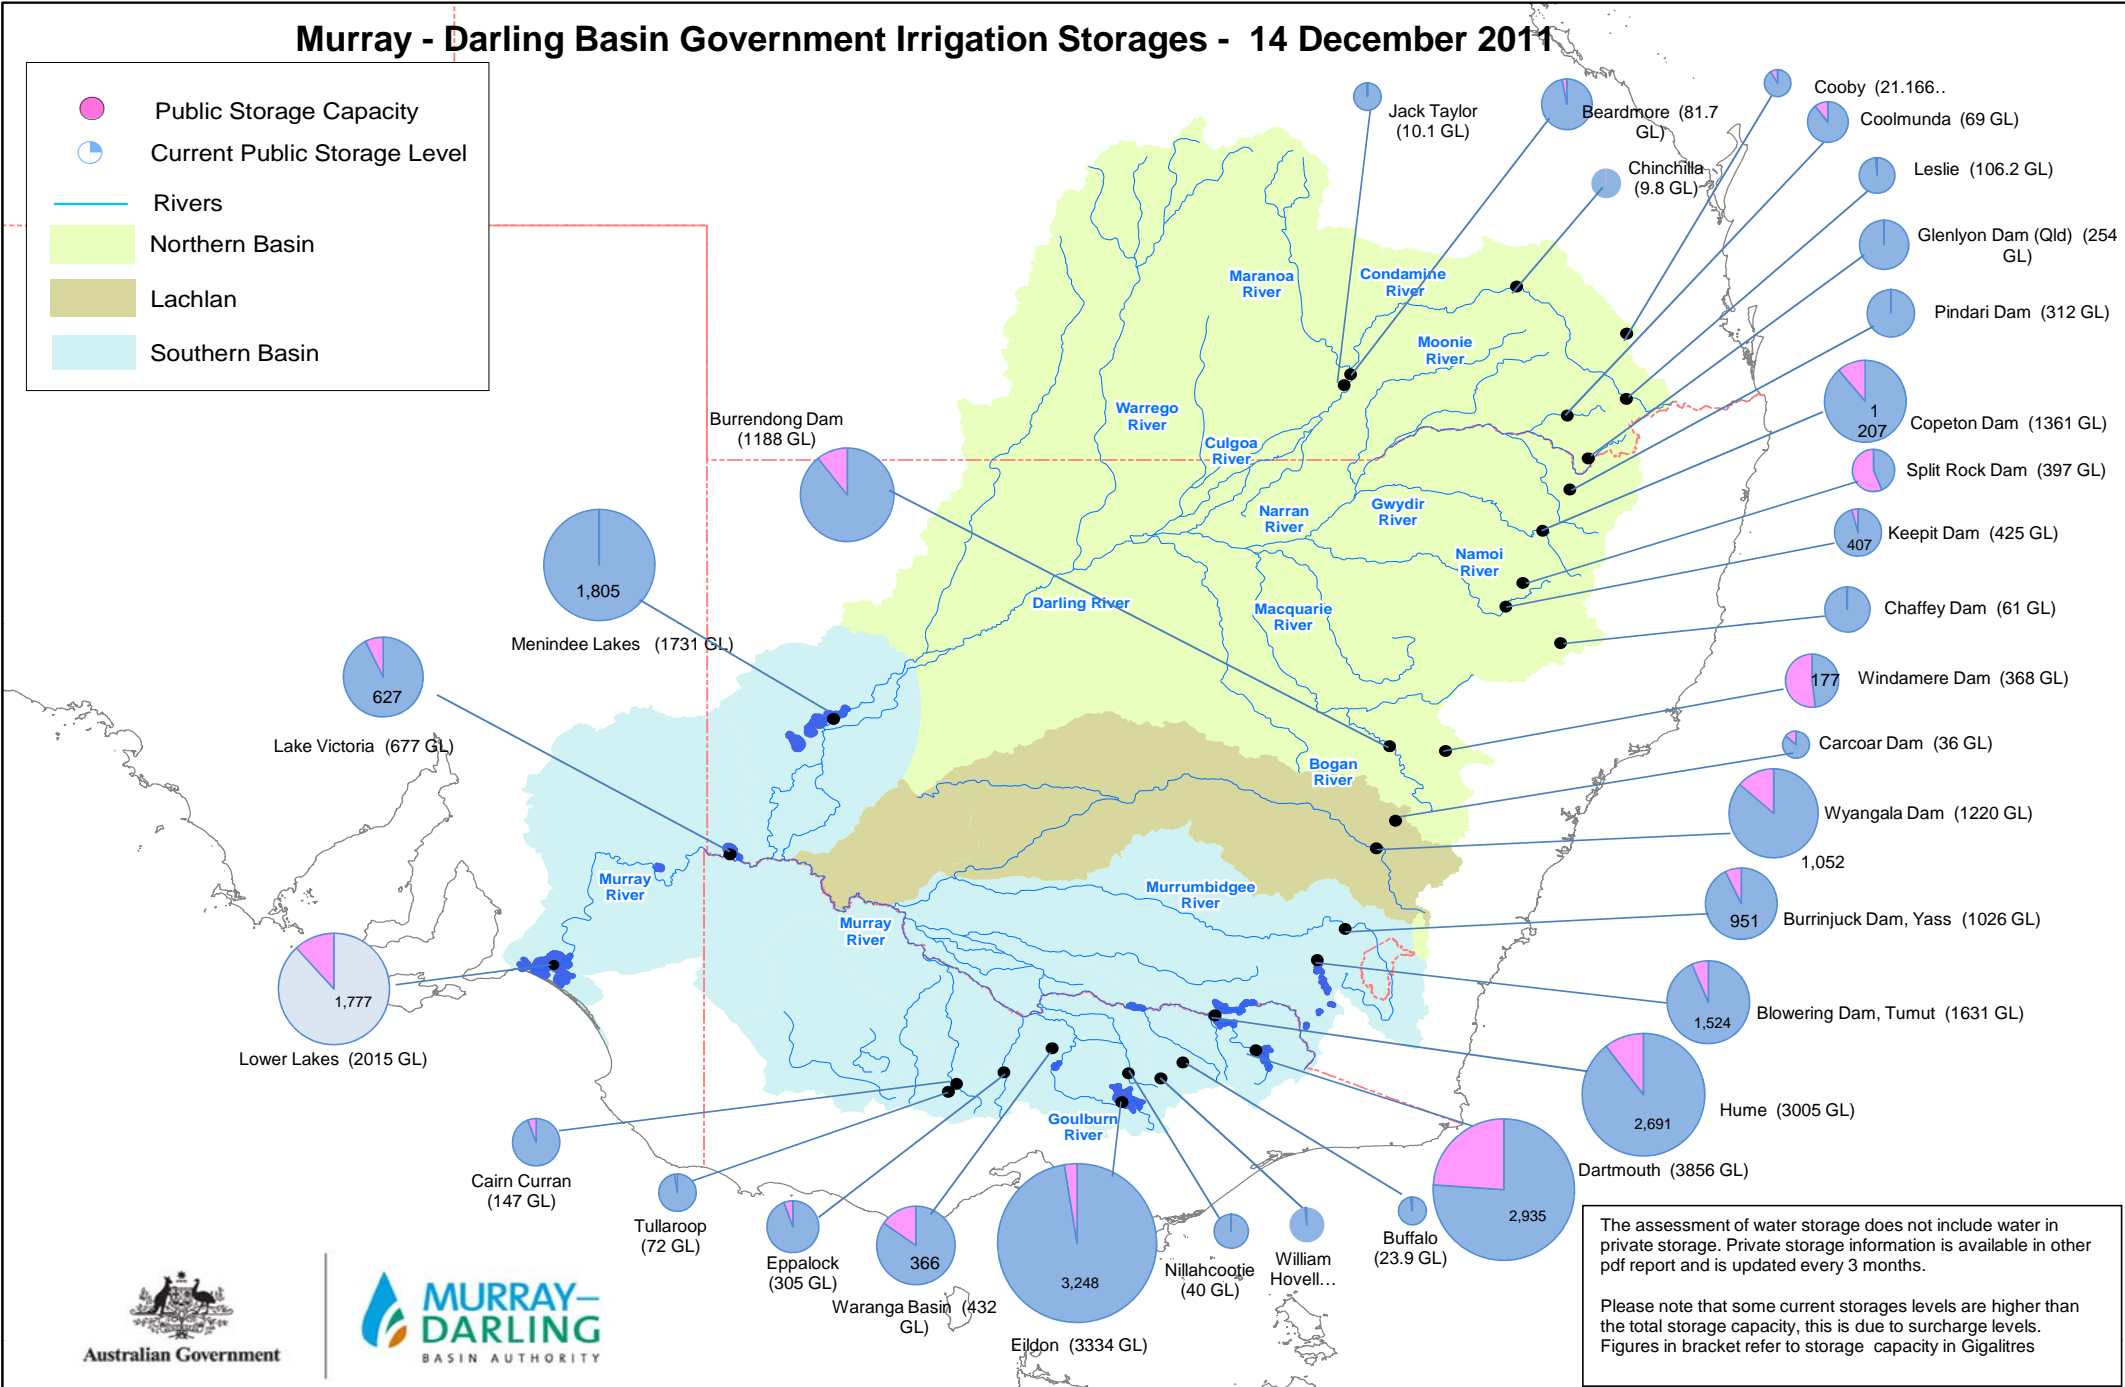 Murray - Darling Basin Government Irrigation Storages -  14 December 2011
Public Storage Capacity
Current Public Storage Level
Rivers
Northern Basin
Lachlan
Southern Basin
Jack Taylor
(10.1 GL)
Beardmore (81.7
GL)
Cooby (21.166..
Coolmunda (69 GL)
Chinchilla
(9.8 GL)
Leslie (106.2 GL)
Glenlyon Dam (Qld) (254
GL)
Pindari Dam (312 GL)
1
207
Copeton Dam (1361 GL)
Split Rock Dam (397 GL)
407
Keepit Dam (425 GL)
Chaffey Dam (61 GL)
177
Windamere Dam (368 GL)
Carcoar Dam (36 GL)
Wyangala Dam (1220 GL)
1,052
951
Burrinjuck Dam, Yass (1026 GL)
1,524
Blowering Dam, Tumut (1631 GL)
2,691
Hume (3005 GL)
Dartmouth (3856 GL)
2,935
Burrendong Dam
(1188 GL)
1,805
Menindee Lakes (1731 GL)
627
Lake Victoria (677 GL)
1,777
Lower Lakes (2015 GL)
Maranoa
River
Condamine
River
Moonie
River
Warrego
River
Culgoa
River
Narran
River
Gwydir
River
Namoi
River
Darling River
Macquarie
River
Bogan
River
Murray
River
Murrumbidgee
River
Murray
River
Goulburn
River
Cairn Curran
(147 GL)
Tullaroop
(72 GL)
Eppalock
(305 GL)
366
Waranga Basin (432
GL)
3,248
Eildon (3334 GL)
Nillahcootie
(40 GL)
William
Hovell...
Buffalo
(23.9 GL)
The assessment of water storage does not include water in
private storage. Private storage information is available in other
pdf report and is updated every 3 months.
Please note that some current storages levels are higher than
the total storage capacity, this is due to surcharge levels.
Figures in bracket refer to storage capacity in Gigalitres
Australian Government
MURRAY–
DARLING
BASIN AUTHORITY